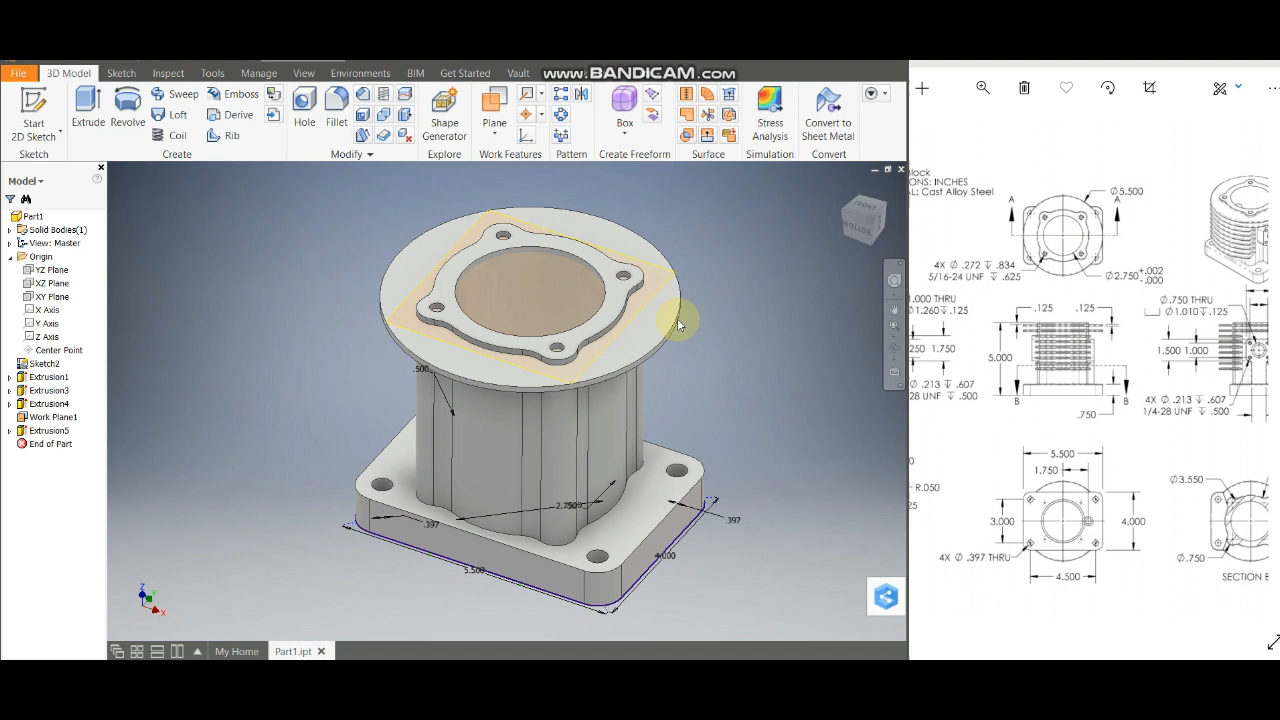 www.BANDICAM.com
File 3D Model Sketch Inspect Tools Manage View Environments BIM Get Started Vault
Start
2D Sketch
Extrude
Revolve
Sweep
Loft
Coil
Emboss
Derive
Rib
Hole
Fillet
Shape
Generator
Plane
Box
Stress
Analysis
Convert to
Sheet Metal
Sketch Create Modify Explore Work Features Pattern Create Freeform Surface Simulation Convert
Model
Part1
Solid Bodies(1)
View: Master
Origin
YZ Plane
XZ Plane
XY Plane
X Axis
Y Axis
Z Axis
Center Point
Sketch2
Extrusion1
Extrusion3
Extrusion4
Work Plane1
Extrusion5
End of Part
FRONT
BOTTOM
.500
.397
.397
4.000
5.500
Z
Y
X
My Home
Part1.ipt
lock
ONS: INCHES
AL: Cast Alloy Steel
A
A
Ø5.500
4X Ø .272 ↧ .834
5/16-24 UNF ↧ .625
Ø2.750 +.002
-.000
1.000 THRU
Ø1.260↧.125
.125
.125
Ø.750 THRU
⌴ Ø1.010↧.125
250 1.750
5.000
1.500 1.000
Ø .213 ↧ .607
-28 UNF ↧ .500
B
B
.750
4X Ø .213 ↧ .607
1/4-28 UNF ↧ .500
5.500
1.750
R.050
Ø3.550
3.000
4.000
4X Ø .397 THRU
4.500
Ø.750
SECTION B